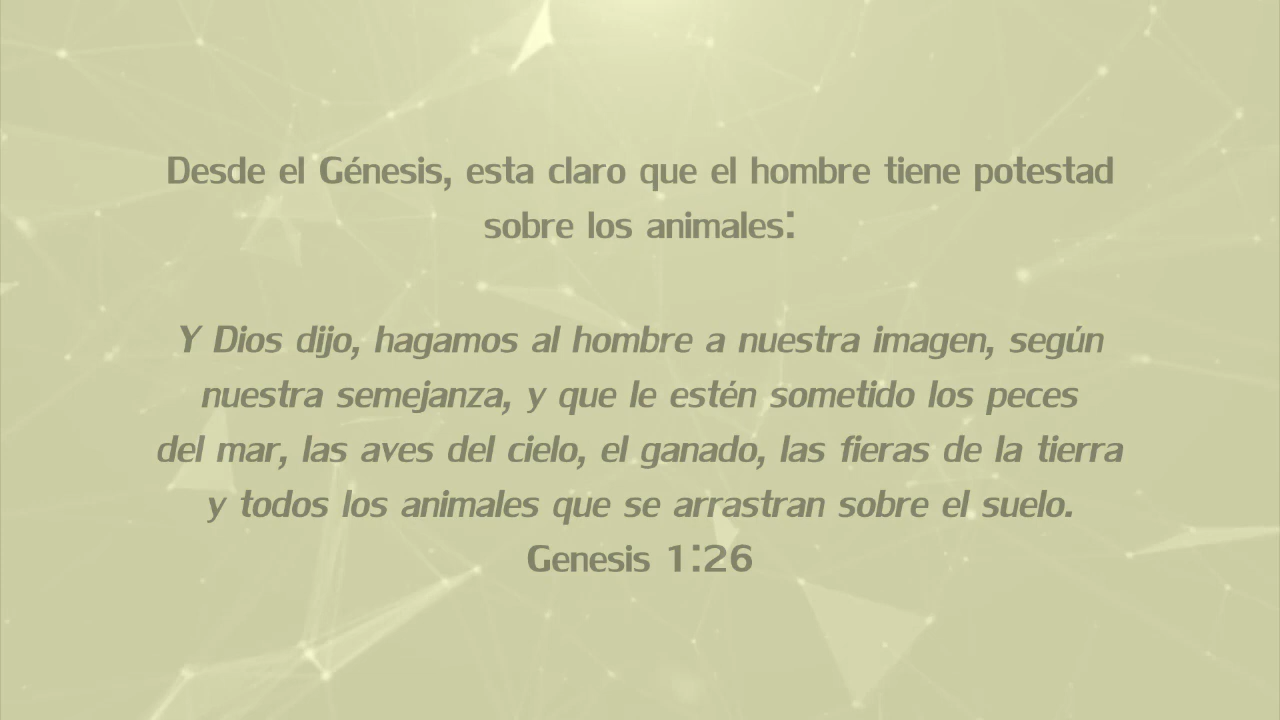 Desde el Génesis, esta claro que el hombre tiene potestad
sobre los animales:
Y Dios dijo, hagamos al hombre a nuestra imagen, según
nuestra semejanza, y que le estén sometido los peces
del mar, las aves del cielo, el ganado, las fieras de la tierra
y todos los animales que se arrastran sobre el suelo.
Genesis 1:26